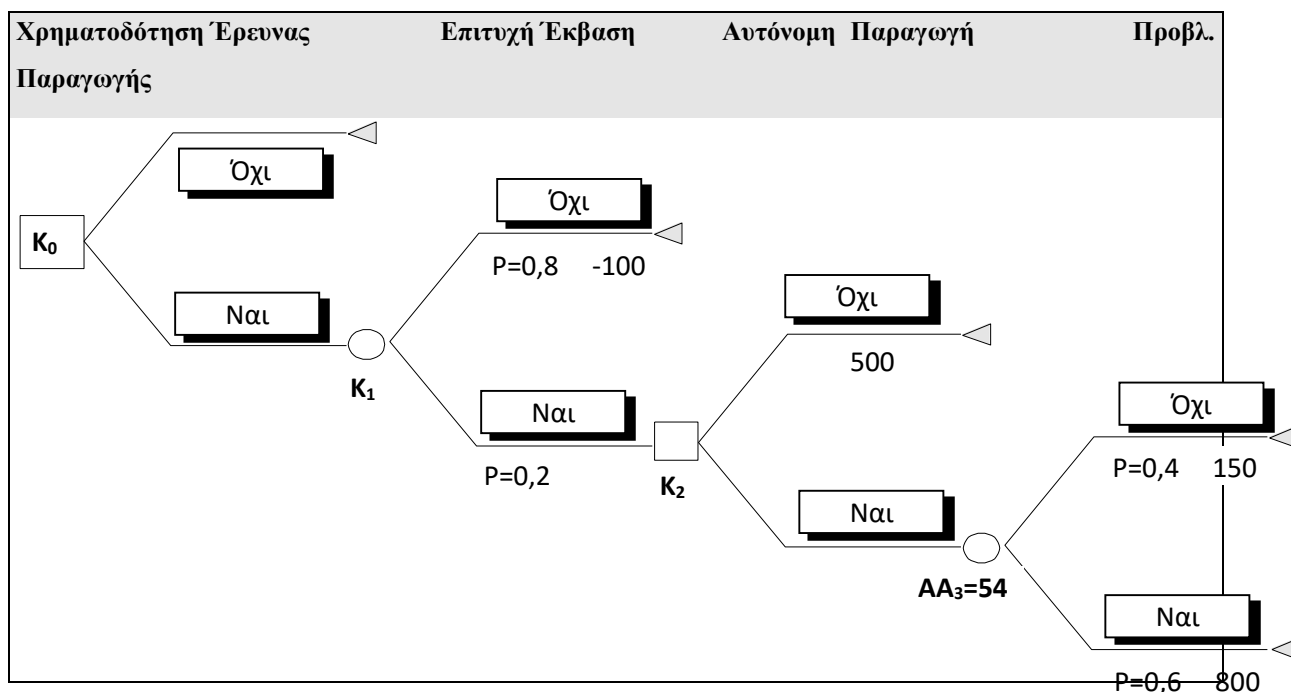 Χρηματοδότηση Έρευνας Επιτυχή Έκβαση Αυτόνομη Παραγωγή Προβλ.
Παραγωγής
Όχι
Όχι
K₀
P=0,8 -100
Ναι
Όχι
500
K₁
Ναι
Όχι
P=0,2
K₂
P=0,4 150
Ναι
AA₃=54
Ναι
P=0,6 800